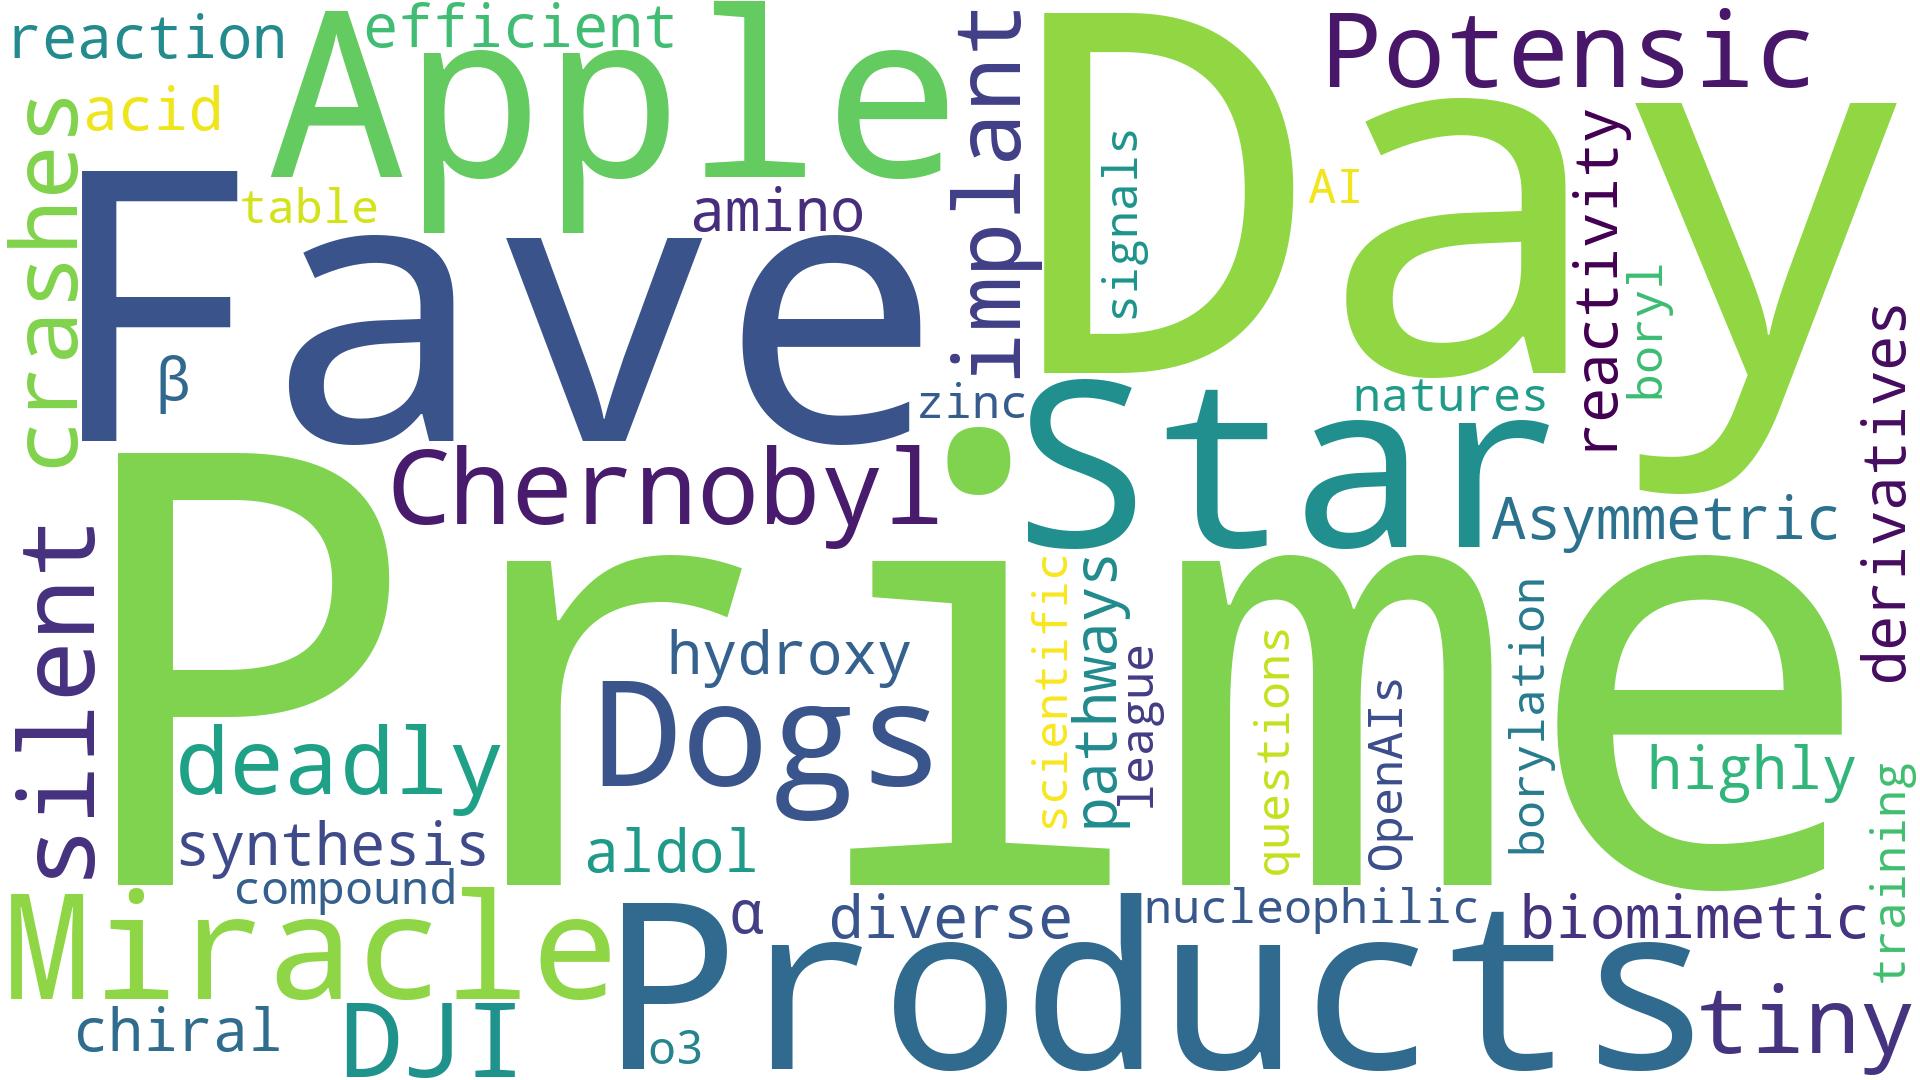 reaction
efficient
Apple
implant
Day
Potensic
acid
crashes
table
amino
signals
AI
reactivity
boryl
Fave
β
zinc
natures
derivatives
Chernobyl
Star
Asymmetric
silent
Prime
hydroxy
scientific
pathways
league
questions
OpenAIs
borylation
highly
training
Dogs
deadly
synthesis
aldol
compound
Miracle
α
diverse
nucleophilic
biomimetic
Products
chiral
DJI
o3
tiny